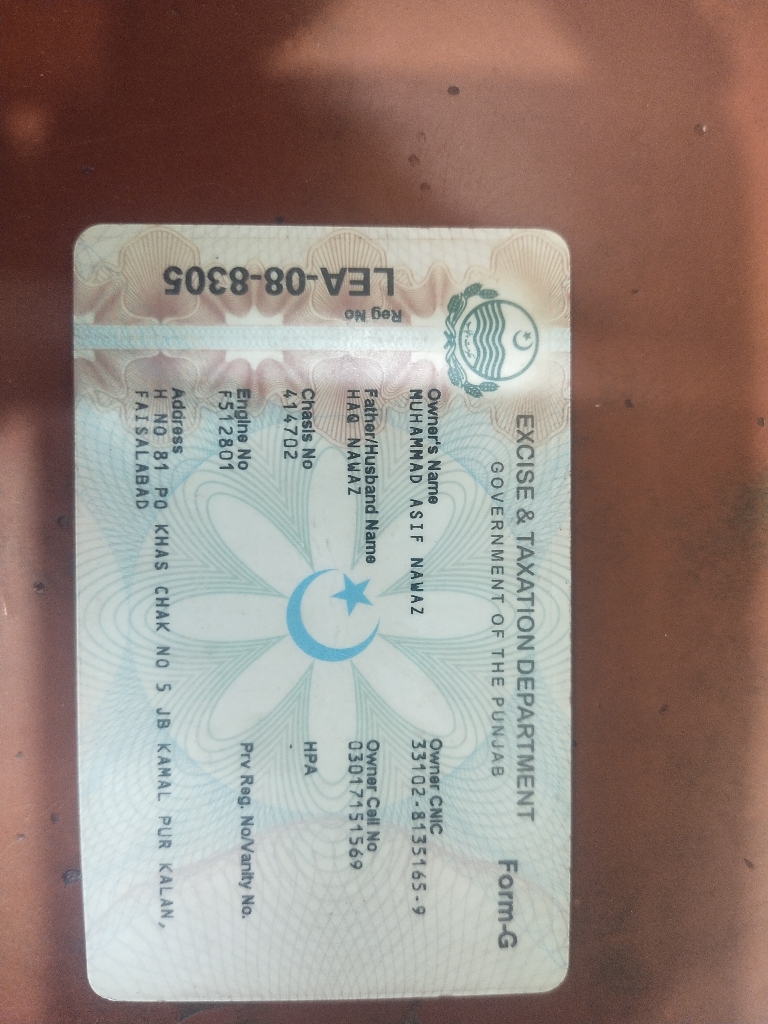 EXCISE & TAXATION DEPARTMENT Form-G
GOVERNMENT OF THE PUNJAB
Reg No
LEA-08-8305
Owner's Name Owner CNIC
MUHAMMAD ASIF NAWAZ 33102-8135165-9
Father/Husband Name Owner Cell No
HAQ NAWAZ 03017151569
Chasis No HPA
414702 .
Engine No Prv Reg. No/Vanity No.
F512801
Address
H NO 81 PO KHAS CHAK NO 5 JB KAMAL PUR KALAN,
FAISALABAD